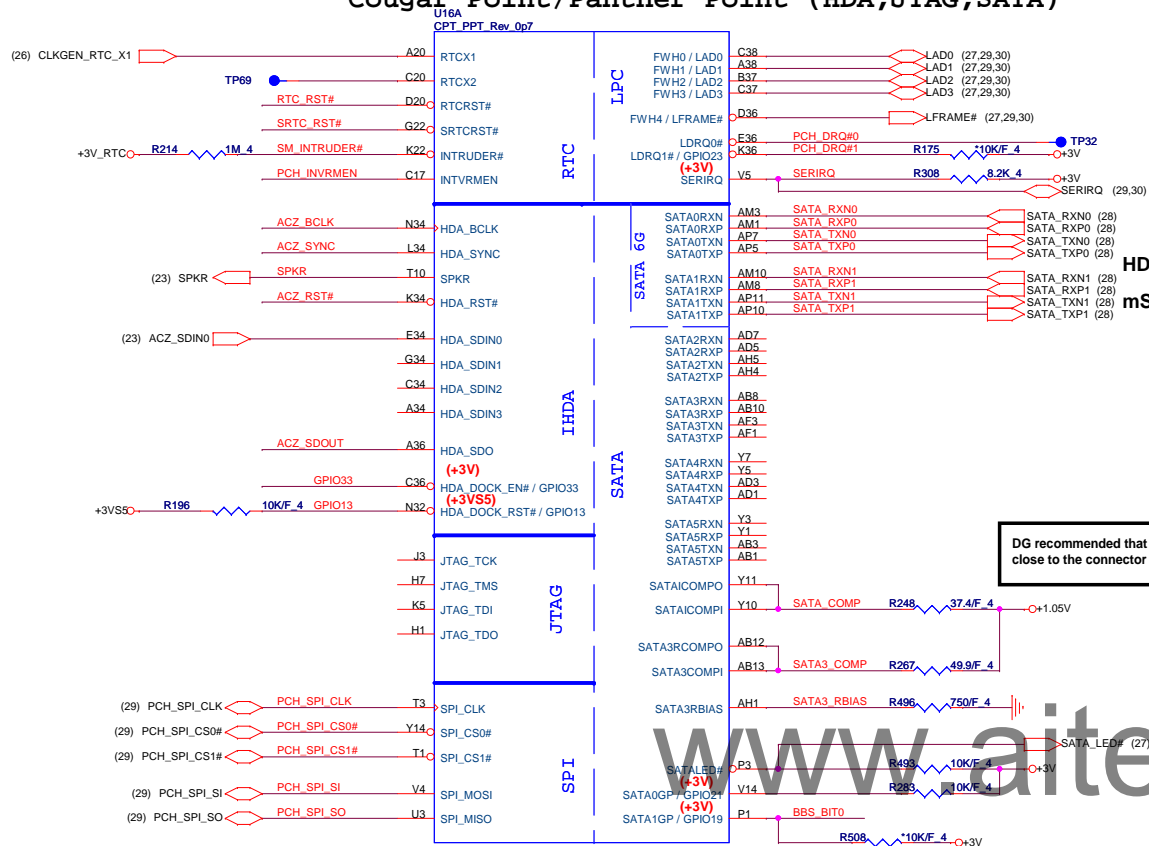 Cougar Point/Panther Point (HDA,JTAG,SATA)
U16A
CPT_PPT_Rev_0p7
(26) CLKGEN_RTC_X1
A20
RTCX1
TP69
C20
RTCX2
RTC_RST#
D20
RTCRST#
SRTC_RST#
G22
SRTCRST#
+3V_RTC
R214
1M_4
SM_INTRUDER#
K22
INTRUDER#
PCH_INVRMEN
C17
INTVRMEN
RTC
LPC
FWH0 / LAD0
C38
LAD0 (27,29,30)
FWH1 / LAD1
A38
LAD1 (27,29,30)
FWH2 / LAD2
B37
LAD2 (27,29,30)
FWH3 / LAD3
C37
LAD3 (27,29,30)
FWH4 / LFRAME#
D36
LFRAME# (27,29,30)
LDRQ0#
E36
PCH_DRQ#0
TP32
LDRQ1# / GPIO23
K36
PCH_DRQ#1
R175
*10K/F_4
+3V
(+3V)
SERIRQ
V5
SERIRQ
R308
8.2K_4
+3V
SERIRQ (29,30)
ACZ_BCLK
N34
HDA_BCLK
ACZ_SYNC
L34
HDA_SYNC
(23) SPKR
SPKR
T10
SPKR
ACZ_RST#
K34
HDA_RST#
(23) ACZ_SDIN0
E34
HDA_SDIN0
G34
HDA_SDIN1
C34
HDA_SDIN2
A34
HDA_SDIN3
ACZ_SDOUT
A36
HDA_SDO
(+3V)
GPIO33
C36
HDA_DOCK_EN# / GPIO33
(+3VS5)
+3VS5
R196
10K/F_4
GPIO13
N32
HDA_DOCK_RST# / GPIO13
IHDA
SATA 6G
SATA0RXN
AM3
SATA_RXN0
SATA_RXN0 (28)
SATA0RXP
AM1
SATA_RXP0
SATA_RXP0 (28)
SATA0TXN
AP7
SATA_TXN0
SATA_TXN0 (28)
SATA0TXP
AP5
SATA_TXP0
SATA_TXP0 (28)
HD
SATA1RXN
AM10
SATA_RXN1
SATA_RXN1 (28)
SATA1RXP
AM8
SATA_RXP1
SATA_RXP1 (28)
SATA1TXN
AP11
SATA_TXN1
SATA_TXN1 (28)
mS
SATA1TXP
AP10
SATA_TXP1
SATA_TXP1 (28)
SATA
SATA2RXN
AD7
SATA2RXP
AD5
SATA2TXN
AH5
SATA2TXP
AH4
SATA3RXN
AB8
SATA3RXP
AB10
SATA3TXN
AF3
SATA3TXP
AF1
SATA4RXN
Y7
SATA4RXP
Y5
SATA4TXN
AD3
SATA4TXP
AD1
SATA5RXN
Y3
SATA5RXP
Y1
SATA5TXN
AB3
SATA5TXP
AB1
DG recommended that
close to the connector
J3
JTAG_TCK
H7
JTAG_TMS
K5
JTAG_TDI
H1
JTAG_TDO
JTAG
SATAICOMPO
Y11
SATAICOMPI
Y10
SATA_COMP
R248
37.4/F_4
+1.05V
SATA3RCOMPO
AB12
SATA3COMPI
AB13
SATA3_COMP
R267
49.9/F_4
SATA3RBIAS
AH1
SATA3_RBIAS
R496
750/F_4
(29) PCH_SPI_CLK
PCH_SPI_CLK
T3
SPI_CLK
(29) PCH_SPI_CS0#
PCH_SPI_CS0#
Y14
SPI_CS0#
(29) PCH_SPI_CS1#
PCH_SPI_CS1#
T1
SPI_CS1#
(29) PCH_SPI_SI
PCH_SPI_SI
V4
SPI_MOSI
(29) PCH_SPI_SO
PCH_SPI_SO
U3
SPI_MISO
SPI
SATA_LED# (27)
SATALED#
P3
R493
10K/F_4
+3V
(+3V)
SATA0GP / GPIO21
V14
R283
10K/F_4
(+3V)
SATA1GP / GPIO19
P1
BBS_BIT0
R508
*10K/F_4
+3V
www.aite